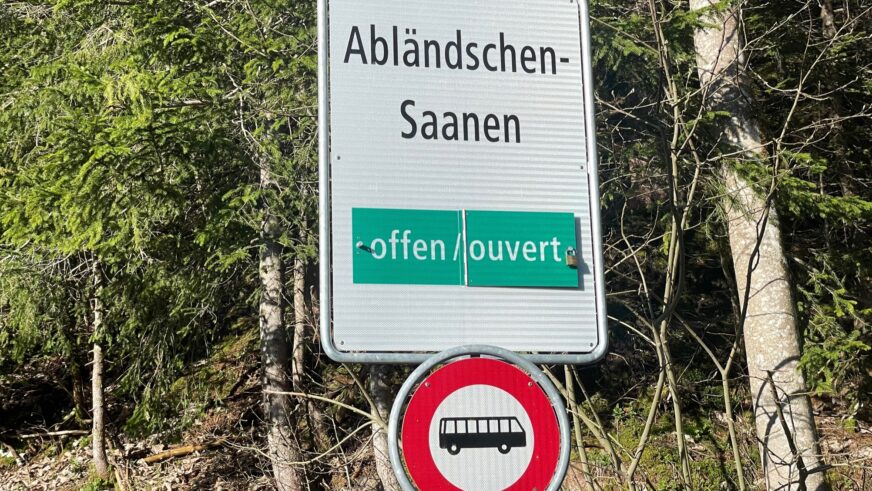 Abländschen-
Saanen
offen / ouvert